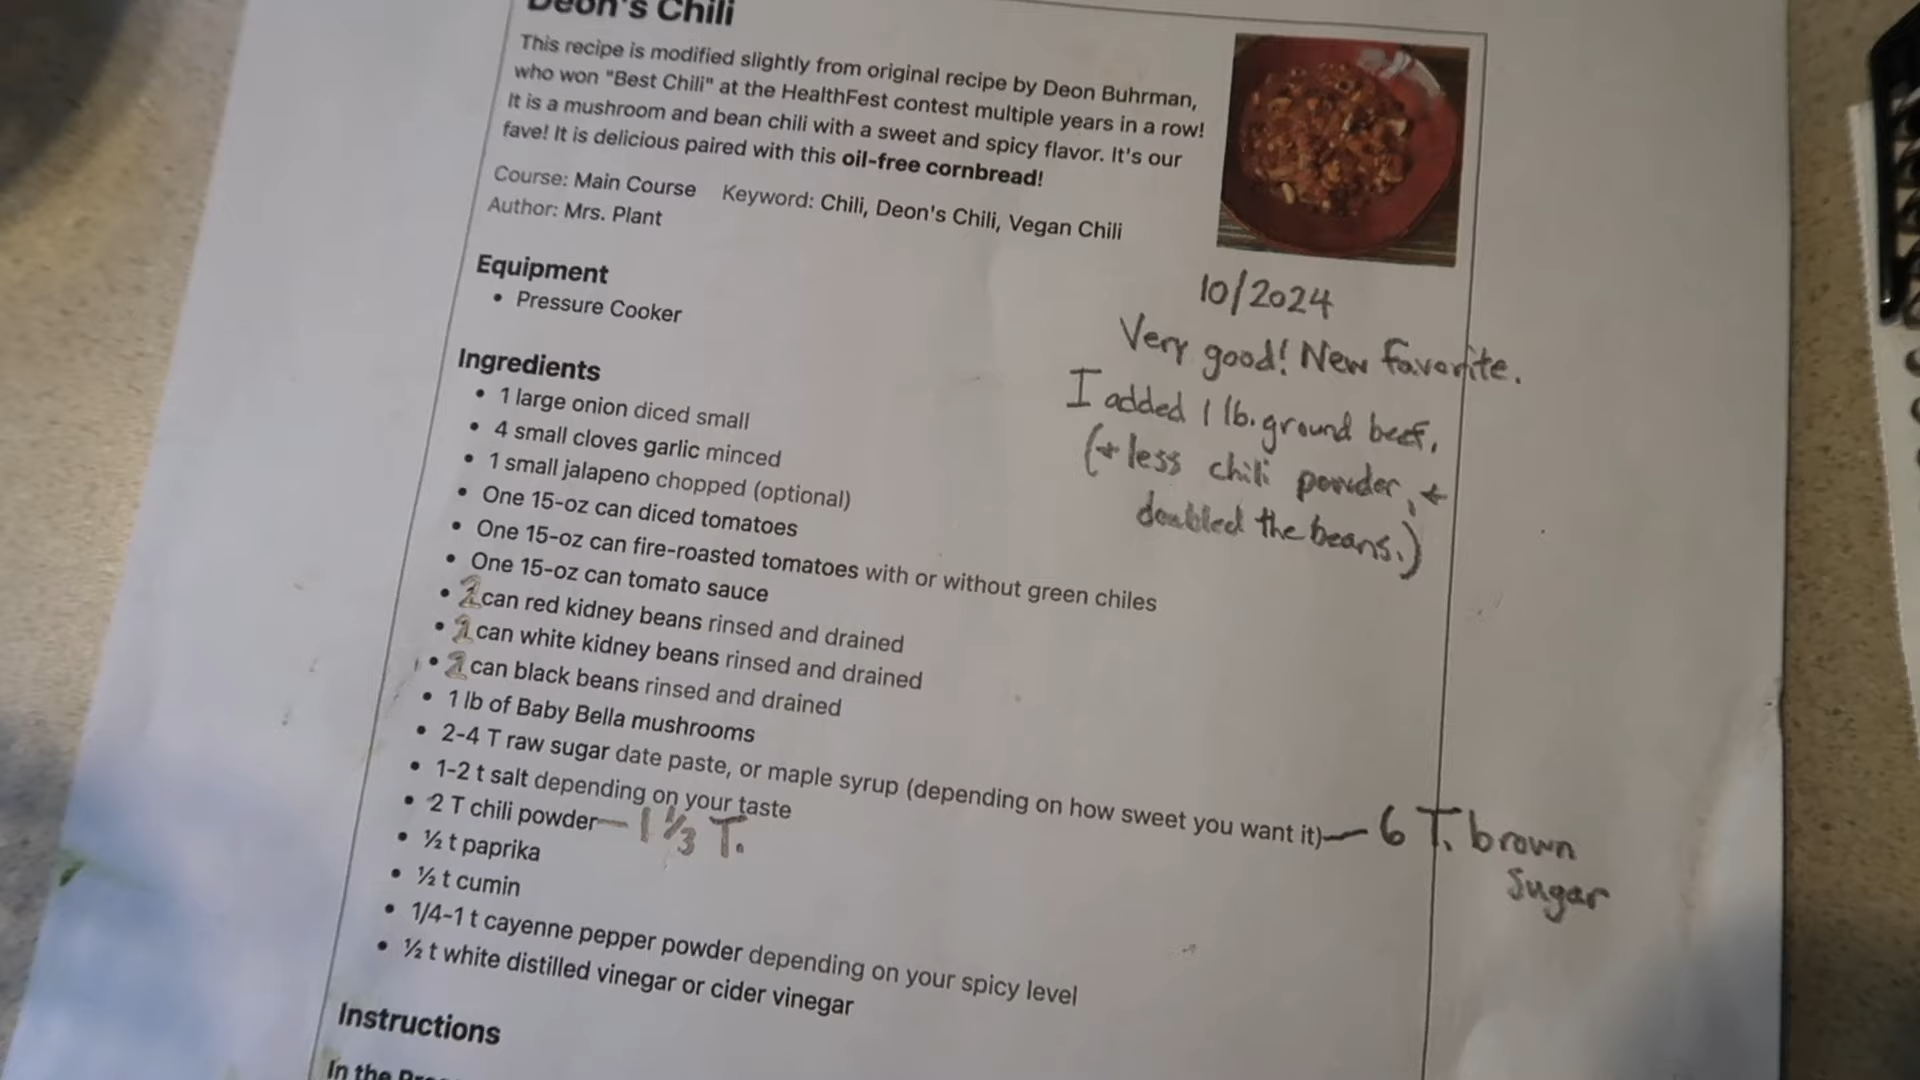 Deon's Chili
This recipe is modified slightly from original recipe by Deon Buhrman,
who won "Best Chili" at the HealthFest contest multiple years in a row!
It is a mushroom and bean chili with a sweet and spicy flavor. It's our
fave! It is delicious paired with this oil-free cornbread!
Course: Main Course Keyword: Chili, Deon's Chili, Vegan Chili
Author: Mrs. Plant
Equipment
• Pressure Cooker
10/2024
Very good! New favorite.
I added 1 lb. ground beef,
(+ less chili powder, +
doubled the beans.)
Ingredients
• 1 large onion diced small
• 4 small cloves garlic minced
• 1 small jalapeno chopped (optional)
• One 15-oz can diced tomatoes
• One 15-oz can fire-roasted tomatoes with or without green chiles
• One 15-oz can tomato sauce
• 2 can red kidney beans rinsed and drained
• 2 can white kidney beans rinsed and drained
• 2 can black beans rinsed and drained
• 1 lb of Baby Bella mushrooms
• 2-4 T raw sugar date paste, or maple syrup (depending on how sweet you want it) — 6 T. brown
sugar
• 1-2 t salt depending on your taste
• 2 T chili powder — 1 ⅓ T.
• ½ t paprika
• ½ t cumin
• 1/4-1 t cayenne pepper powder depending on your spicy level
• ½ t white distilled vinegar or cider vinegar
Instructions
In the